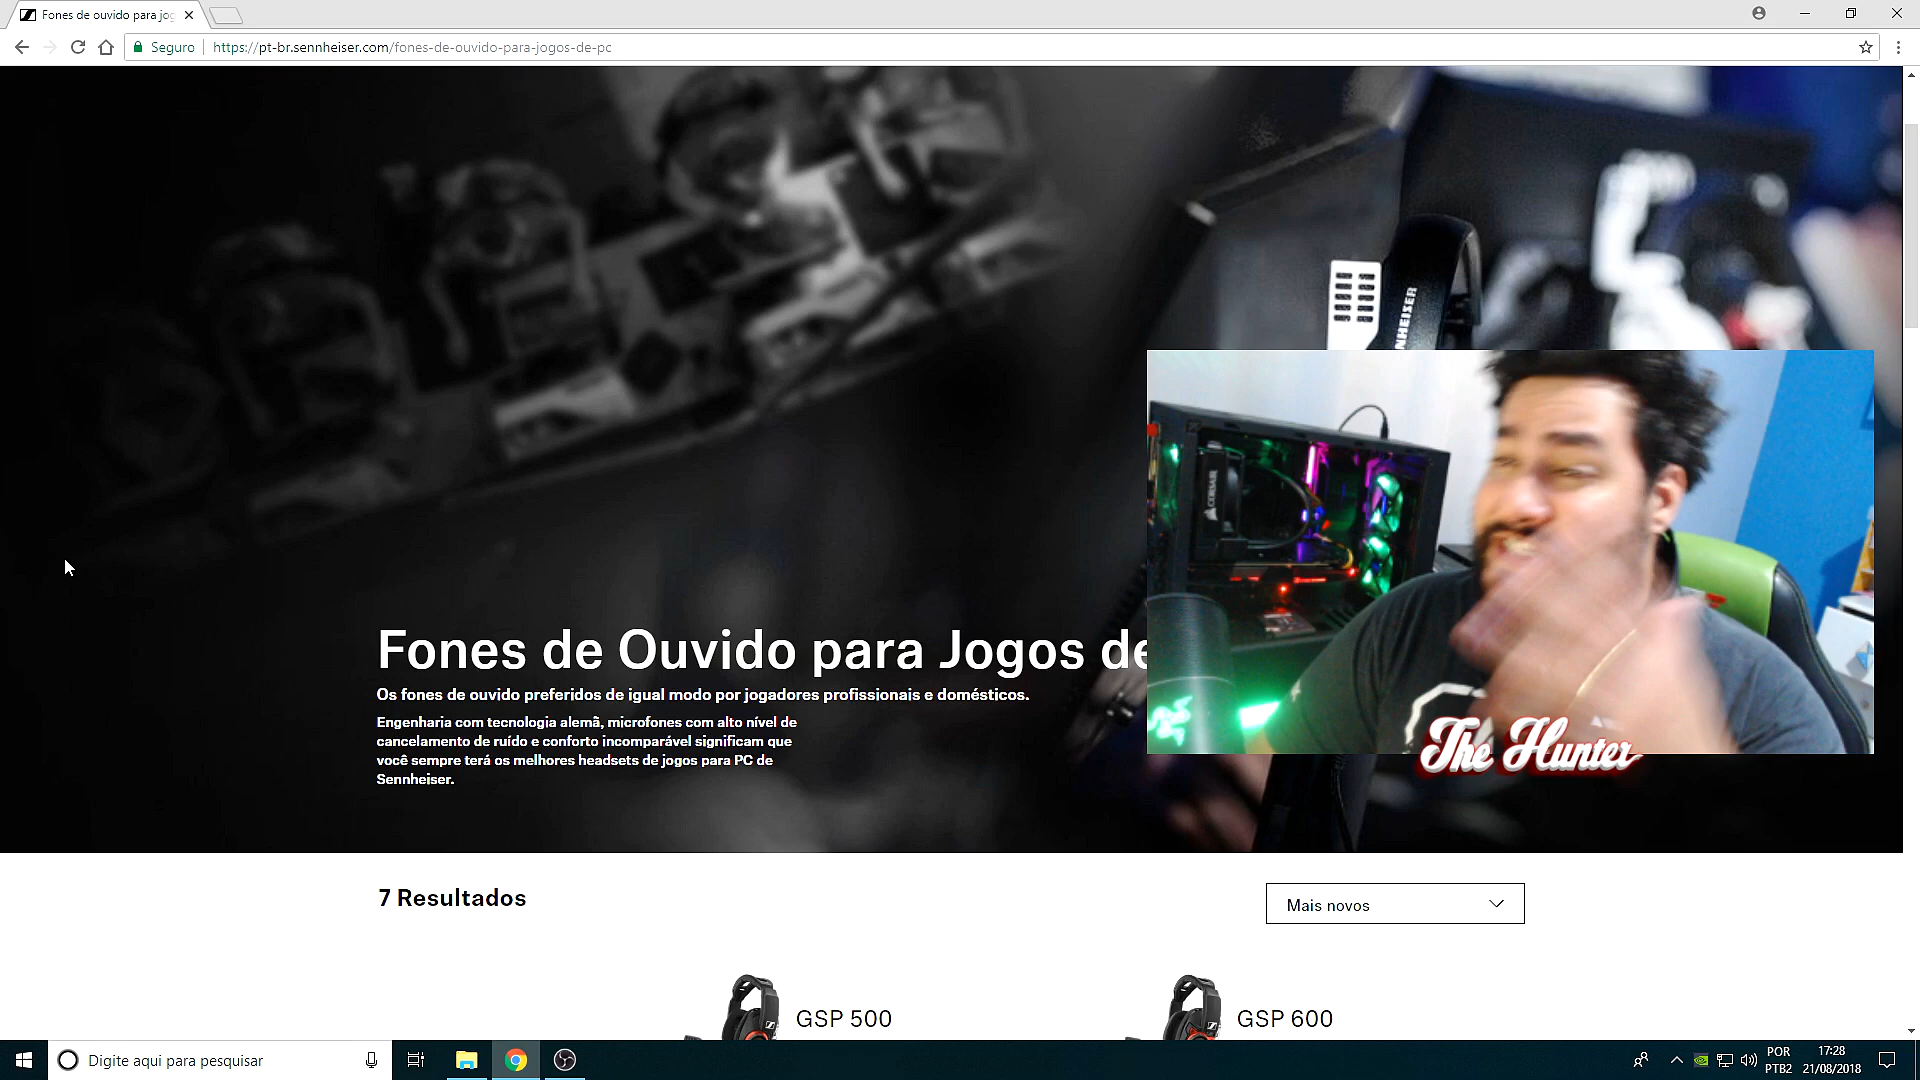 Fones de ouvido para jog
Seguro
https://pt-br.sennheiser.com/fones-de-ouvido-para-jogos-de-pc
NHEISER
CORSAIR
Fones de Ouvido para Jogos de
Os fones de ouvido preferidos de igual modo por jogadores profissionais e domésticos.
Engenharia com tecnologia alemã, microfones com alto nível de
cancelamento de ruído e conforto incomparável significam que
você sempre terá os melhores headsets de jogos para PC de
Sennheiser.
The Hunter
7 Resultados
Mais novos
GSP 500
GSP 600
Digite aqui para pesquisar
POR
PTB2
17:28
21/08/2018